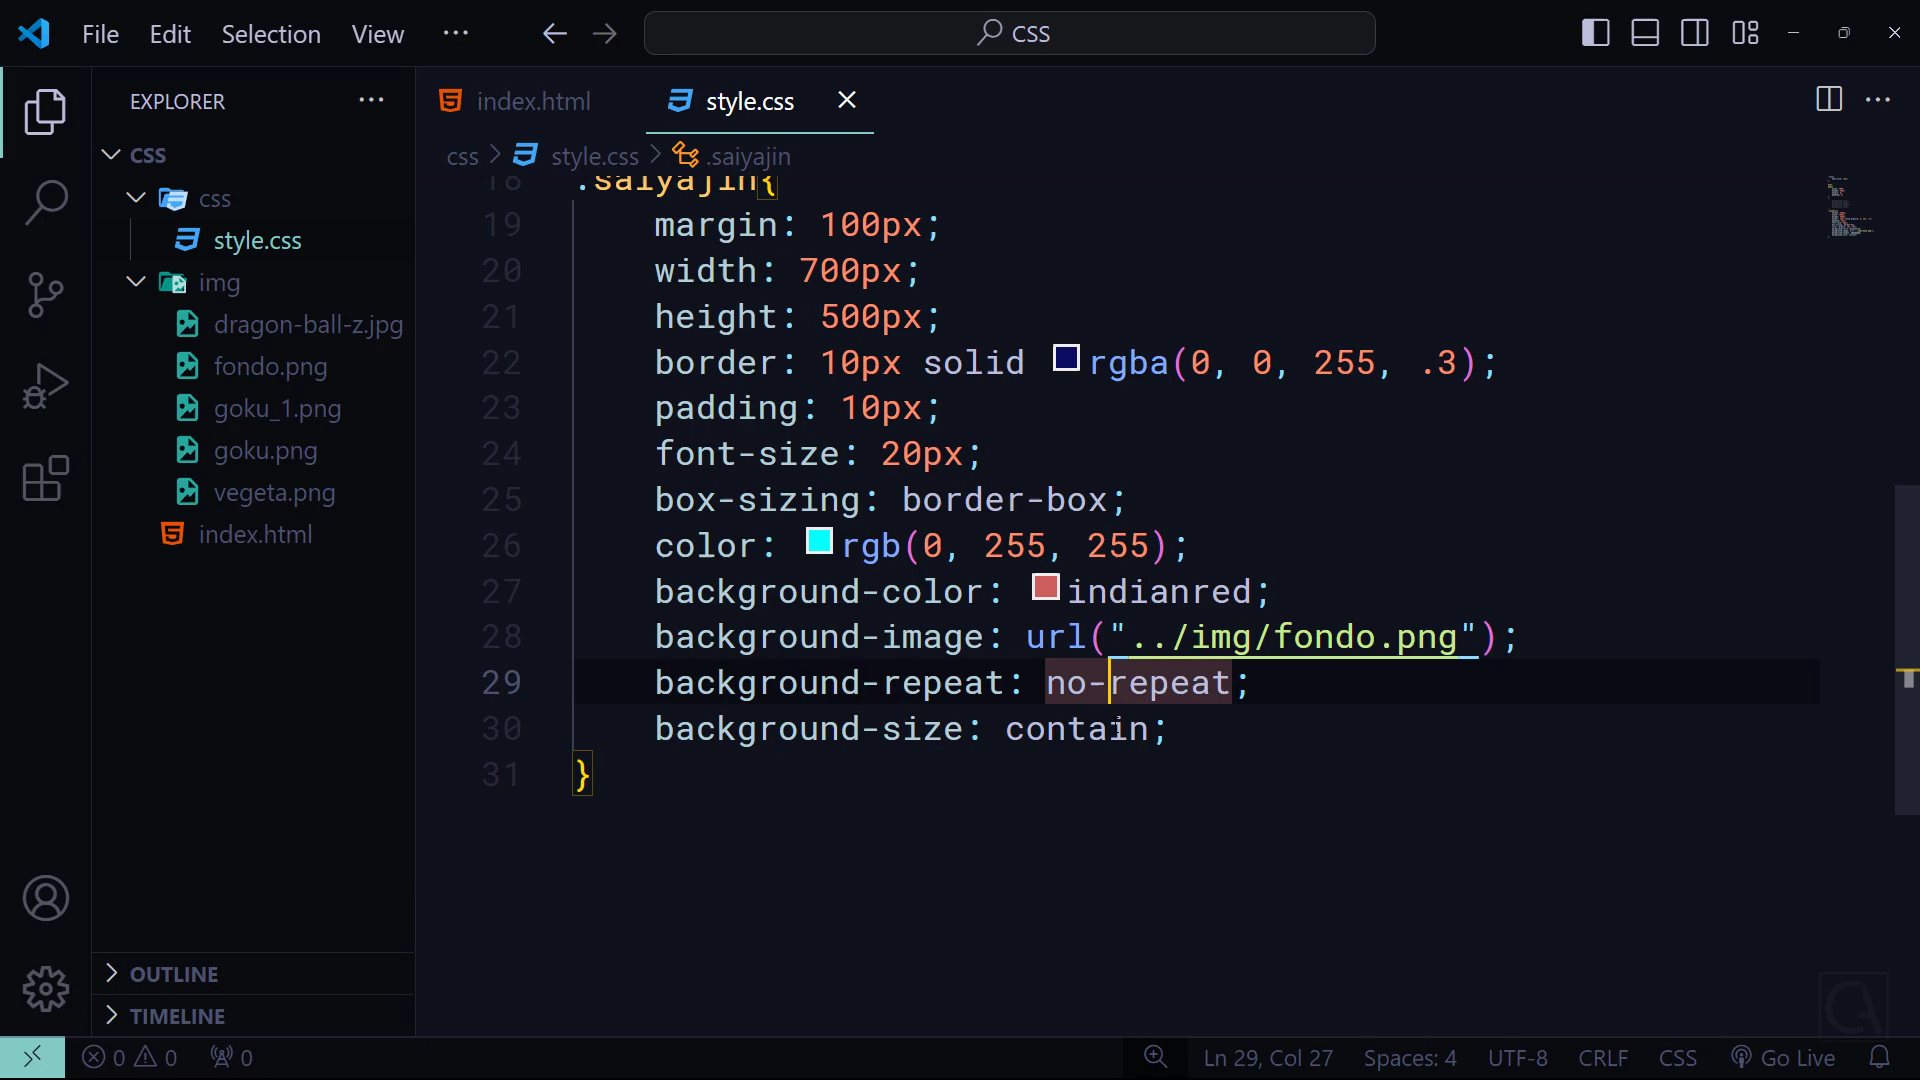 File Edit Selection View ...
CSS
EXPLORER ...
CSS
css
style.css
img
dragon-ball-z.jpg
fondo.png
goku_1.png
goku.png
vegeta.png
index.html
OUTLINE
TIMELINE
index.html style.css
css > style.css > .saiyajin
18 .saiyajin{
19 margin: 100px;
20 width: 700px;
21 height: 500px;
22 border: 10px solid rgba(0, 0, 255, .3);
23 padding: 10px;
24 font-size: 20px;
25 box-sizing: border-box;
26 color: rgb(0, 255, 255);
27 background-color: indianred;
28 background-image: url("../img/fondo.png");
29 background-repeat: no-repeat;
30 background-size: contain;
31 }
CA
0 0 0 Ln 29, Col 27 Spaces: 4 UTF-8 CRLF CSS Go Live